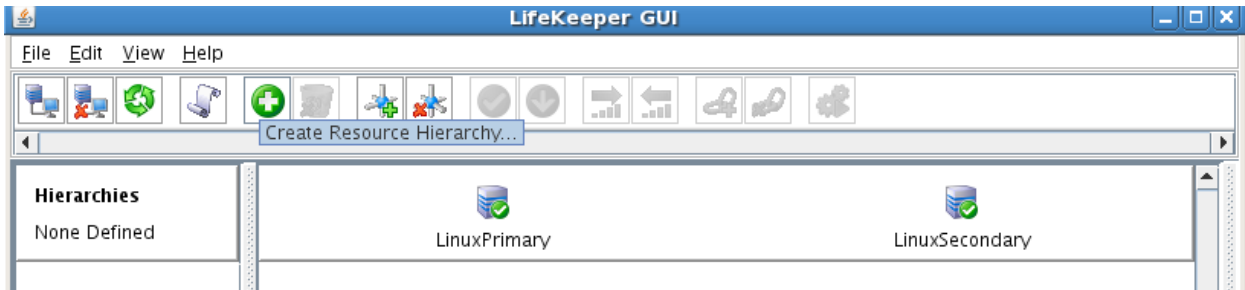 LifeKeeper GUI
File Edit View Help
Create Resource Hierarchy...
Hierarchies
None Defined
LinuxPrimary
LinuxSecondary